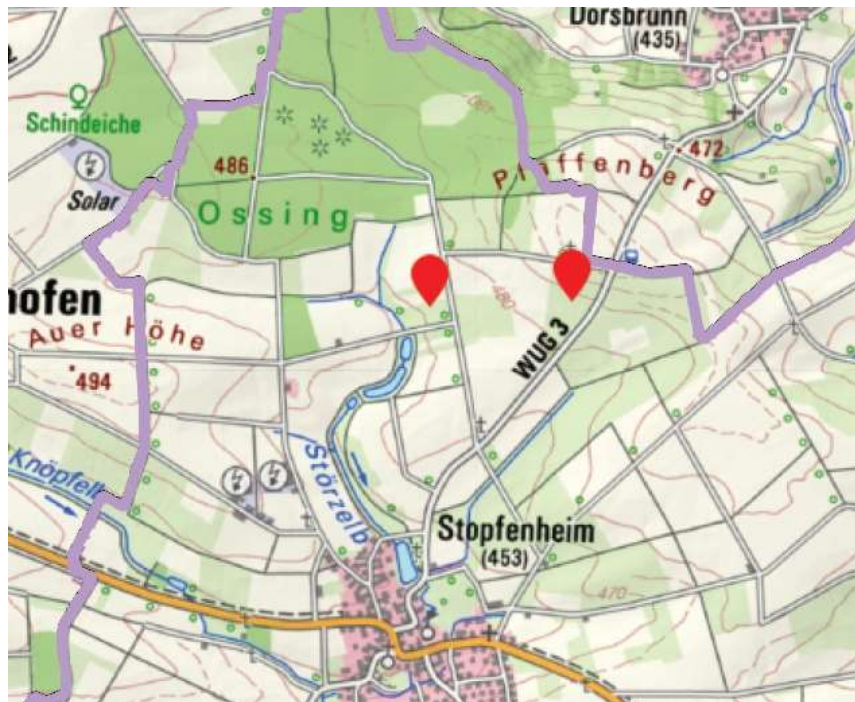 Dorsbrunn
(435)
Schindeiche
486
472
Pfaffenberg
Solar
Ossing
480
hofen
Auer Höhe
WUG 3
494
Störzelb
Knöpfelb
Stopfenheim
(453)
470